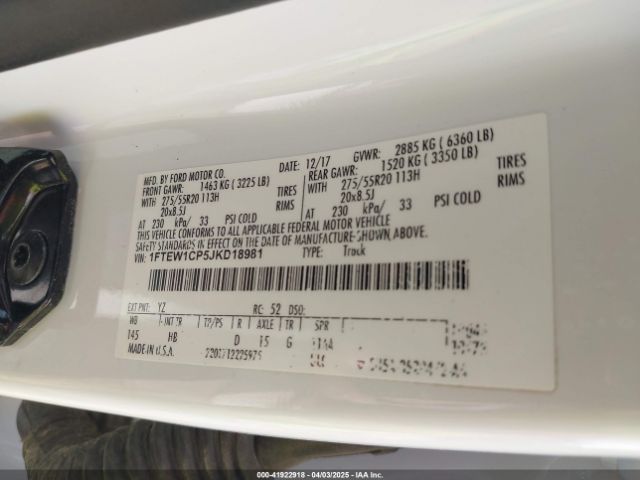 MFD. BY FORD MOTOR CO.
DATE: 12/17
GVWR: 2885 KG ( 6360 LB)
FRONT GAWR: 1463 KG ( 3225 LB)
REAR GAWR: 1520 KG ( 3350 LB)
WITH 275/55R20 113H TIRES
WITH 275/55R20 113H TIRES
20x8.5J RIMS
20x8.5J RIMS
AT 230 kPa/ 33 PSI COLD
AT 230 kPa/ 33 PSI COLD
THIS VEHICLE CONFORMS TO ALL APPLICABLE FEDERAL MOTOR VEHICLE
SAFETY STANDARDS IN EFFECT ON THE DATE OF MANUFACTURE SHOWN ABOVE.
VIN: 1FTEW1CP5JKD18981
TYPE: Truck
EXT PNT: YZ RC: 52 DSO:
WB INT TR TP/PS R AXLE TR SPR
145 HB D 15 G
MADE IN U.S.A.
000-41922918 - 04/03/2025 - IAAI.COM